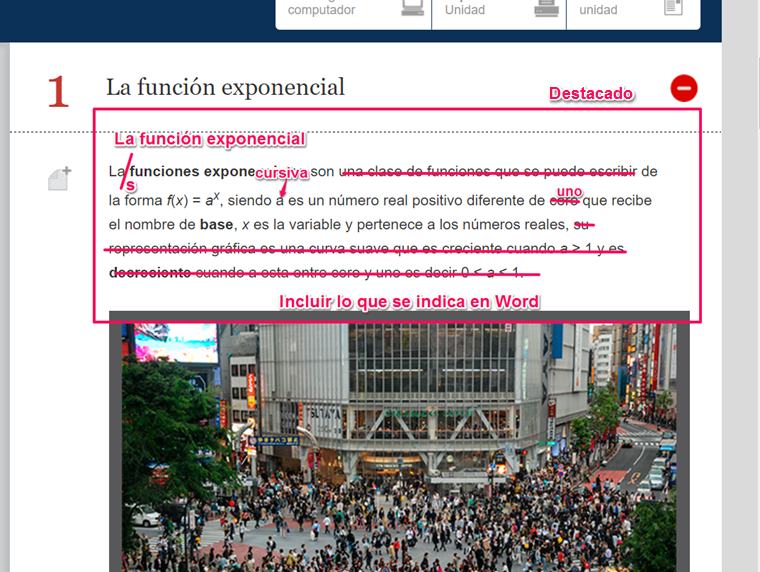 computador
Unidad
unidad
1
La función exponencial
Destacado
La función exponencial
cursiva
La funciones son una clase de funciones que se puede escribir de
s
uno
la forma f(x) = aˣ, siendo a es un número real positivo diferente de cero que recibe
el nombre de base, x es la variable y pertenece a los números reales, su
representación gráfica es una curva suave que es creciente cuando a > 1 y es
decreciente cuando a esta entre cero y uno es decir 0 < a < 1.
Incluir lo que se indica en Word
TSUTAYA